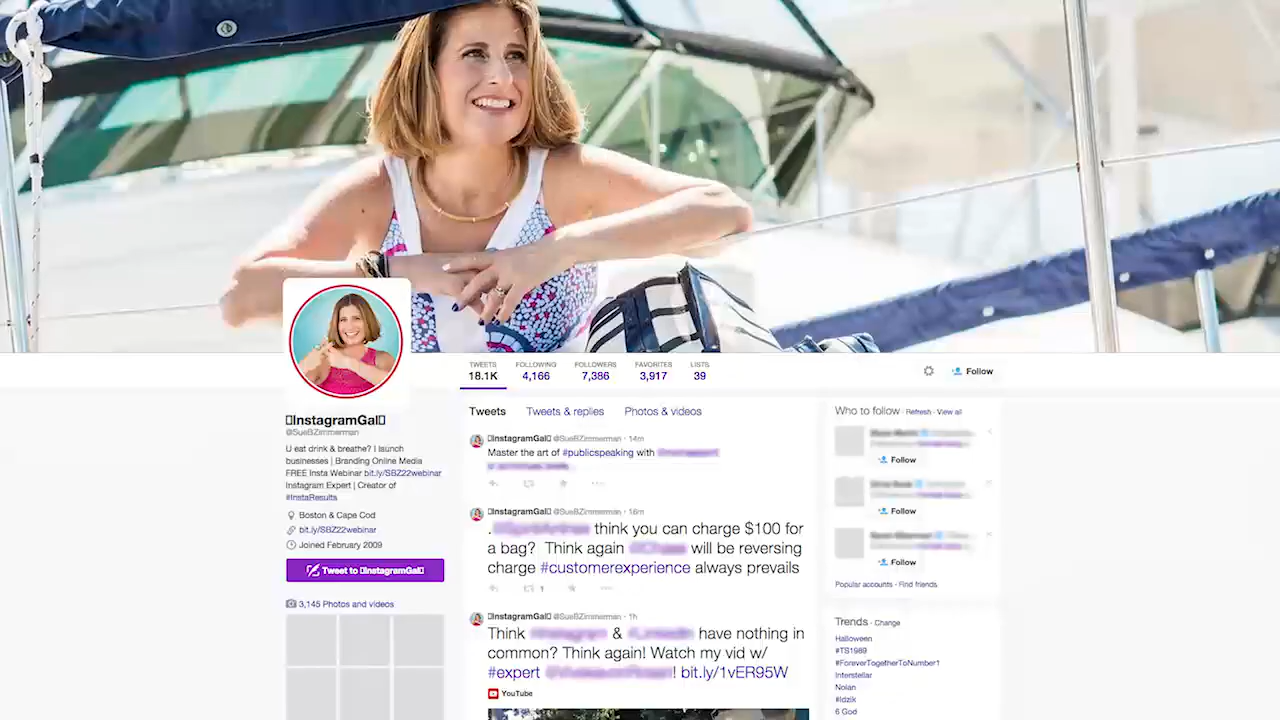 TWEETS FOLLOWING FOLLOWERS FAVORITES LISTS
18.1K 4,166 7,386 3,917 39
Follow
InstagramGal
@SueBZimmerman
U eat drink & breathe? I launch
businesses | Branding Online Media
FREE Insta Webinar bit.ly/SBZ22webinar
Instagram Expert | Creator of
#InstaResults
Boston & Cape Cod
bit.ly/SBZ22webinar
Joined February 2009
Tweet to InstagramGal
3,145 Photos and videos
Tweets Tweets & replies Photos & videos
InstagramGal @SueBZimmerman · 14m
Master the art of #publicspeaking with
InstagramGal @SueBZimmerman · 16m
. think you can charge $100 for
a bag? Think again will be reversing
charge #customerexperience always prevails
1
InstagramGal @SueBZimmerman · 1h
Think & have nothing in
common? Think again! Watch my vid w/
#expert ! bit.ly/1vER95W
YouTube
Who to follow · Refresh · View all
Follow
Follow
Follow
Popular accounts · Find friends
Trends · Change
Halloween
#TS1989
#ForeverTogetherToNumber1
Interstellar
Nolan
#Idzik
6 God